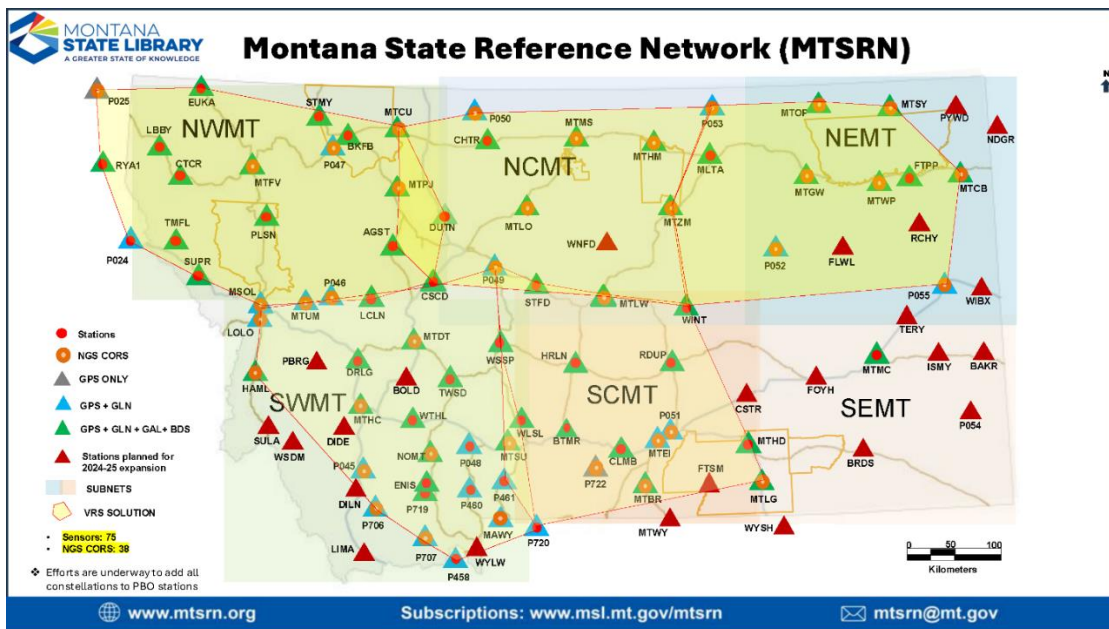 MONTANA
STATE LIBRARY
A GREATER STATE OF KNOWLEDGE
Montana State Reference Network (MTSRN)
N
P025
EUKA
STMY
MTCU
P050
P053
MTOF
MTSY
PYWD
NDGR
NWMT
LBBY
BKFB
CHTR
MTMS
MTHM
NEMT
RYA1
CTCR
P047
MTFV
NCMT
MLTA
FTPP
MTCB
MTPJ
MTGW
MTWP
TMFL
PLSN
DUTN
MTLO
MTZM
RCHY
P024
SUPR
AGST
WNFD
P052
FLWL
MSOL
P046
P049
CSCD
MTUM
LCLN
STFD
MTLW
WINT
P055
WIBX
LOLO
TERY
MTDT
PBRG
DRLG
WSSP
HRLN
RDUP
MTMC
ISMY
BAKR
HAML
BOLD
TWSD
FOYH
SWMT
SCMT
SEMT
CSTR
MTHC
WTHL
WLSL
BTMR
P051
P054
SULA
DIDE
WSDM
NOMT
P048
MTSU
CLMB
MTEI
MTHD
BRDS
P045
ENIS
P461
P722
FTSM
P719
P460
MTBR
MTLG
DILN
P706
MAWY
P720
MTWY
WYSH
LIMA
P707
WYLW
P458
Stations
NGS CORS
GPS ONLY
GPS + GLN
GPS + GLN + GAL+ BDS
Stations planned for
2024-25 expansion
SUBNETS
VRS SOLUTION
• Sensors: 75
• NGS CORS: 38
❖ Efforts are underway to add all
constellations to PBO stations
0 50 100
Kilometers
www.mtsrn.org
Subscriptions: www.msl.mt.gov/mtsrn
mtsrn@mt.gov